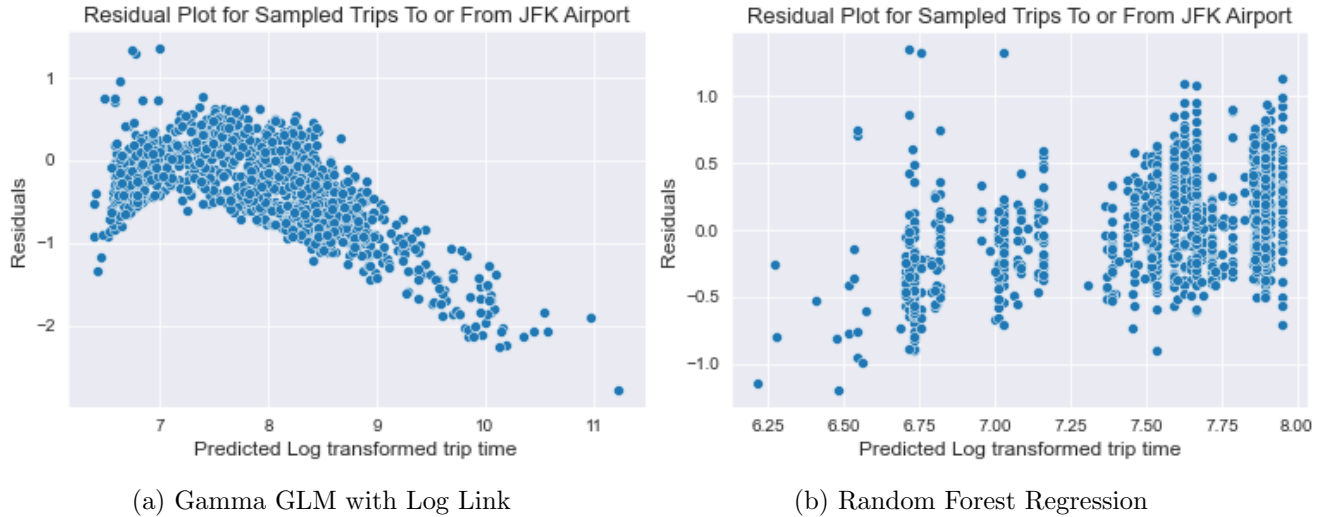 Residual Plot for Sampled Trips To or From JFK Airport
1
0
−1
−2
Residuals
7 8 9 10 11
Predicted Log transformed trip time
(a) Gamma GLM with Log Link
Residual Plot for Sampled Trips To or From JFK Airport
1.0
0.5
0.0
−0.5
−1.0
Residuals
6.25 6.50 6.75 7.00 7.25 7.50 7.75 8.00
Predicted Log transformed trip time
(b) Random Forest Regression